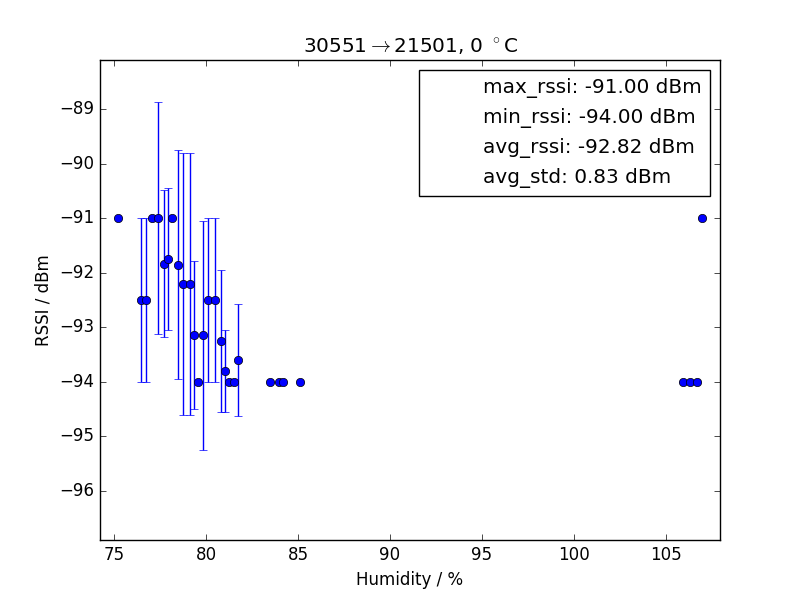 30551→21501, 0 °C
max_rssi: -91.00 dBm
min_rssi: -94.00 dBm
avg_rssi: -92.82 dBm
avg_std: 0.83 dBm
RSSI / dBm
−89
−90
−91
−92
−93
−94
−95
−96
75 80 85 90 95 100 105
Humidity / %